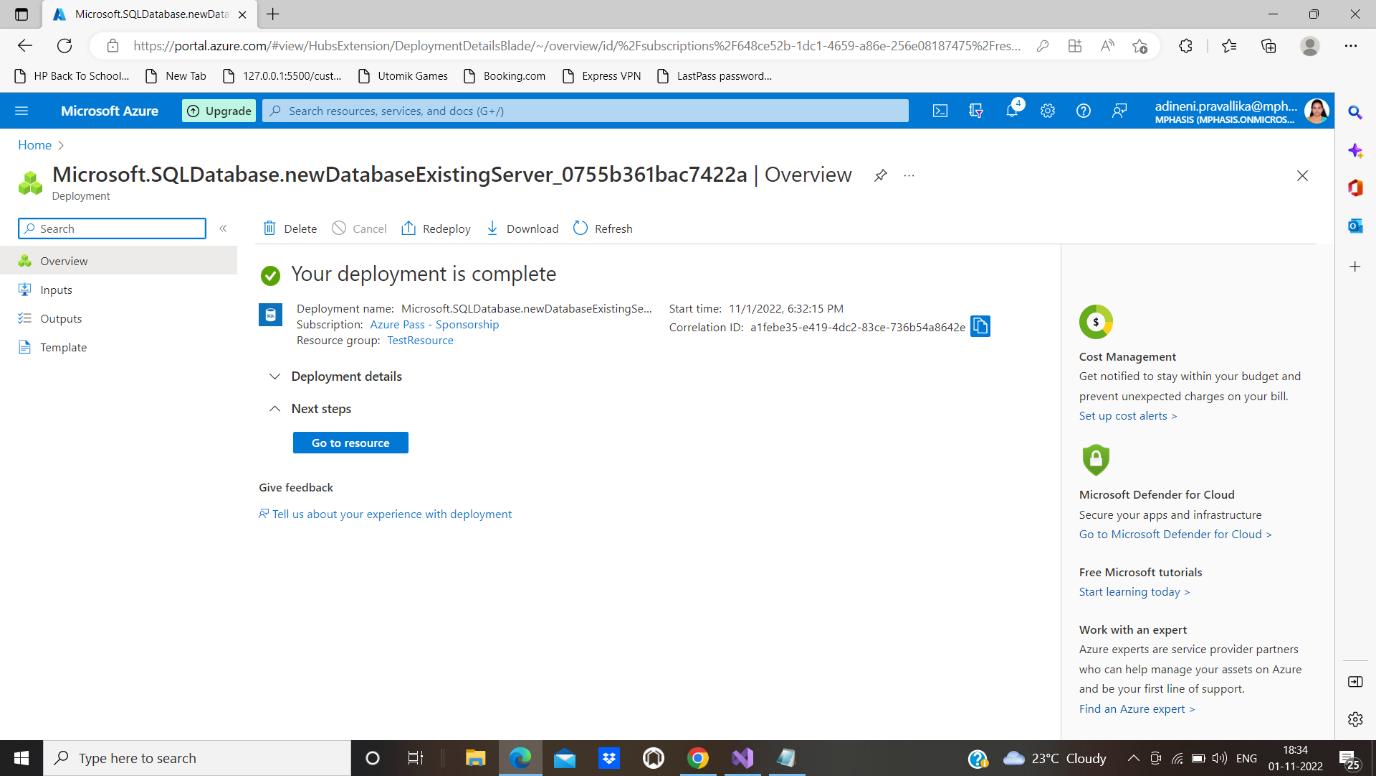 Microsoft.SQLDatabase.newData
https://portal.azure.com/#view/HubsExtension/DeploymentDetailsBlade/~/overview/id/%2Fsubscriptions%2F648ce52b-1dc1-4659-a86e-256e08187475%2Fres...
HP Back To School... New Tab 127.0.0.1:5500/cust... Utomik Games Booking.com Express VPN LastPass password...
Microsoft Azure Upgrade Search resources, services, and docs (G+/) 4 adineni.pravallika@mph...
MPHASIS (MPHASIS.ONMICROS...
Home >
Microsoft.SQLDatabase.newDatabaseExistingServer_0755b361bac7422a | Overview ...
Deployment
Search «
Delete Cancel Redeploy Download Refresh
Overview
Inputs
Outputs
Template
Your deployment is complete
Deployment name: Microsoft.SQLDatabase.newDatabaseExistingSe...
Subscription: Azure Pass - Sponsorship
Resource group: TestResource
Start time: 11/1/2022, 6:32:15 PM
Correlation ID: a1febe35-e419-4dc2-83ce-736b54a8642e
Deployment details
Next steps
Go to resource
Give feedback
Tell us about your experience with deployment
Cost Management
Get notified to stay within your budget and
prevent unexpected charges on your bill.
Set up cost alerts >
Microsoft Defender for Cloud
Secure your apps and infrastructure
Go to Microsoft Defender for Cloud >
Free Microsoft tutorials
Start learning today >
Work with an expert
Azure experts are service provider partners
who can help manage your assets on Azure
and be your first line of support.
Find an Azure expert >
Type here to search
23°C Cloudy
ENG
18:34
01-11-2022
25